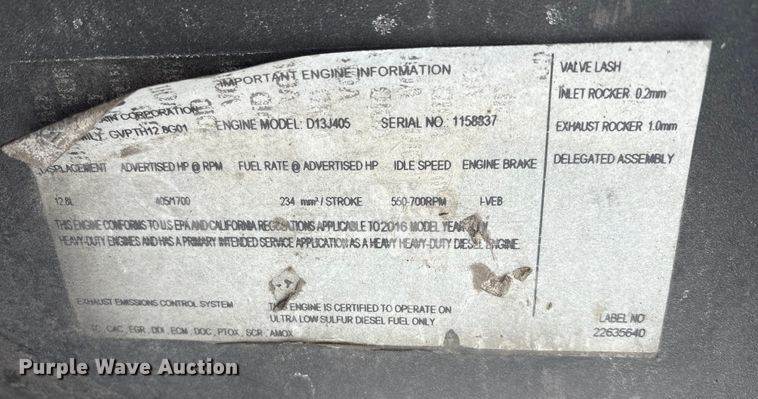 IMPORTANT ENGINE INFORMATION
CORPORATION
GVPTH12.8G01 ENGINE MODEL: D13J405 SERIAL NO. 1158837
DISPLACEMENT ADVERTISED HP @ RPM FUEL RATE @ ADVERTISED HP IDLE SPEED ENGINE BRAKE
12.8L 405/1700 234 mm³/ STROKE 550-700RPM I-VEB
THIS ENGINE CONFORMS TO U.S EPA AND CALIFORNIA REGULATIONS APPLICABLE TO 2016 MODEL YEAR
HEAVY-DUTY ENGINES AND HAS A PRIMARY INTENDED SERVICE APPLICATION AS A HEAVY HEAVY-DUTY DIESEL ENGINE.
EXHAUST EMISSIONS CONTROL SYSTEM
TC, CAC, EGR, DDI, ECM, DOC, PTOX, SCR, AMOX
THIS ENGINE IS CERTIFIED TO OPERATE ON
ULTRA LOW SULFUR DIESEL FUEL ONLY
VALVE LASH
INLET ROCKER 0.2mm
EXHAUST ROCKER 1.0mm
DELEGATED ASSEMBLY
LABEL NO
22635640
Purple Wave Auction